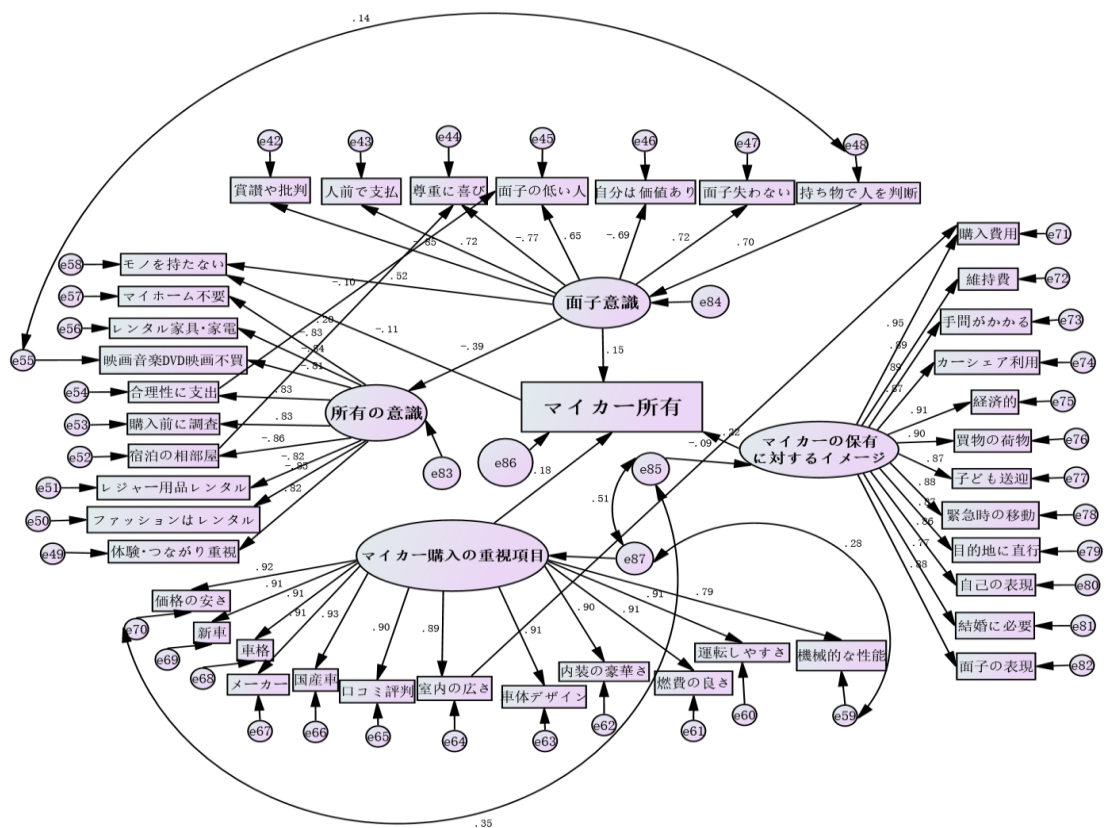 .14
e42
e43
e44
e45
e46
e47
e48
賞讃や批判
人前で支払
尊重に喜び
面子の低い人
自分は価値あり
面子失わない
持ち物で人を判断
-.85
.72
-.77
.65
-.69
.72
.70
購入費用
e71
維持費
e72
手間がかかる
e73
カーシェア利用
e74
経済的
e75
買物の荷物
e76
子ども送迎
e77
緊急時の移動
e78
目的地に直行
e79
自己の表現
e80
結婚に必要
e81
面子の表現
e82
.95
.89
.89
.87
.91
.90
.87
.88
.87
.86
.77
.88
e58
モノを持たない
e57
マイホーム不要
e56
レンタル家具・家電
e55
映画音楽DVD映画不買
e54
合理性に支出
e53
購入前に調査
e52
宿泊の相部屋
e51
レジャー用品レンタル
e50
ファッションはレンタル
e49
体験・つながり重視
.52
-.10
.20
-.83
-.84
-.81
.83
.83
-.86
-.82
-.85
.82
-.11
-.39
.15
面子意識
e84
所有の意識
e83
マイカー所有
e86
.18
-.09
.22
マイカーの保有
に対するイメージ
e85
.51
e87
.28
マイカー購入の重視項目
.92
.91
.91
.93
.90
.89
.91
.90
.91
.91
.79
価格の安さ
e70
新車
e69
車格
e68
メーカー
e67
国産車
e66
口コミ評判
e65
室内の広さ
e64
車体デザイン
e63
内装の豪華さ
e62
燃費の良さ
e61
運転しやすさ
e60
機械的な性能
e59
.35